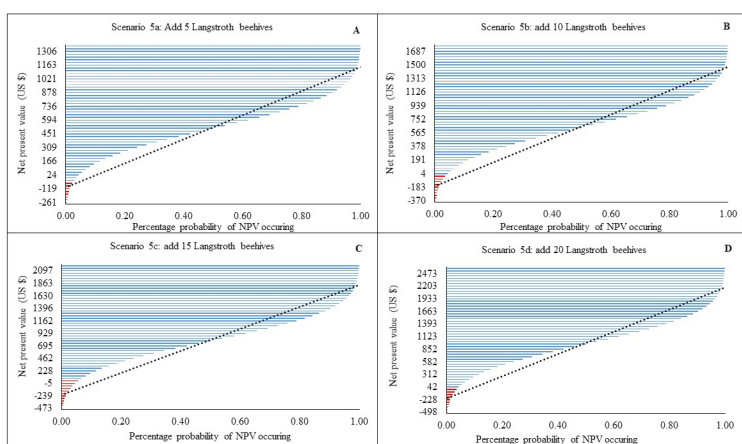 Scenario 5a: Add 5 Langstroth beehives
A
Net present value (US $)
1306
1163
1021
878
736
594
451
309
166
24
-119
-261
0.00 0.20 0.40 0.60 0.80 1.00
Percentage probability of NPV occuring
Scenario 5b: add 10 Langstroth beehives
B
Net present value (US $)
1687
1500
1313
1126
939
752
565
378
191
4
-183
-370
0.00 0.20 0.40 0.60 0.80 1.00
Percentage probability of NPV occuring
Scenario 5c: add 15 Langstroth beehives
C
Net present value (US $)
2097
1863
1630
1396
1162
929
695
462
228
-5
-239
-473
0.00 0.20 0.40 0.60 0.80 1.00
Percentage probability of NPV occuring
Scenario 5d: add 20 Langstroth beehives
D
Net present value (US $)
2473
2203
1933
1663
1393
1123
852
582
312
42
-228
-498
0.00 0.20 0.40 0.60 0.80 1.00
Percentage probability of NPV occuring